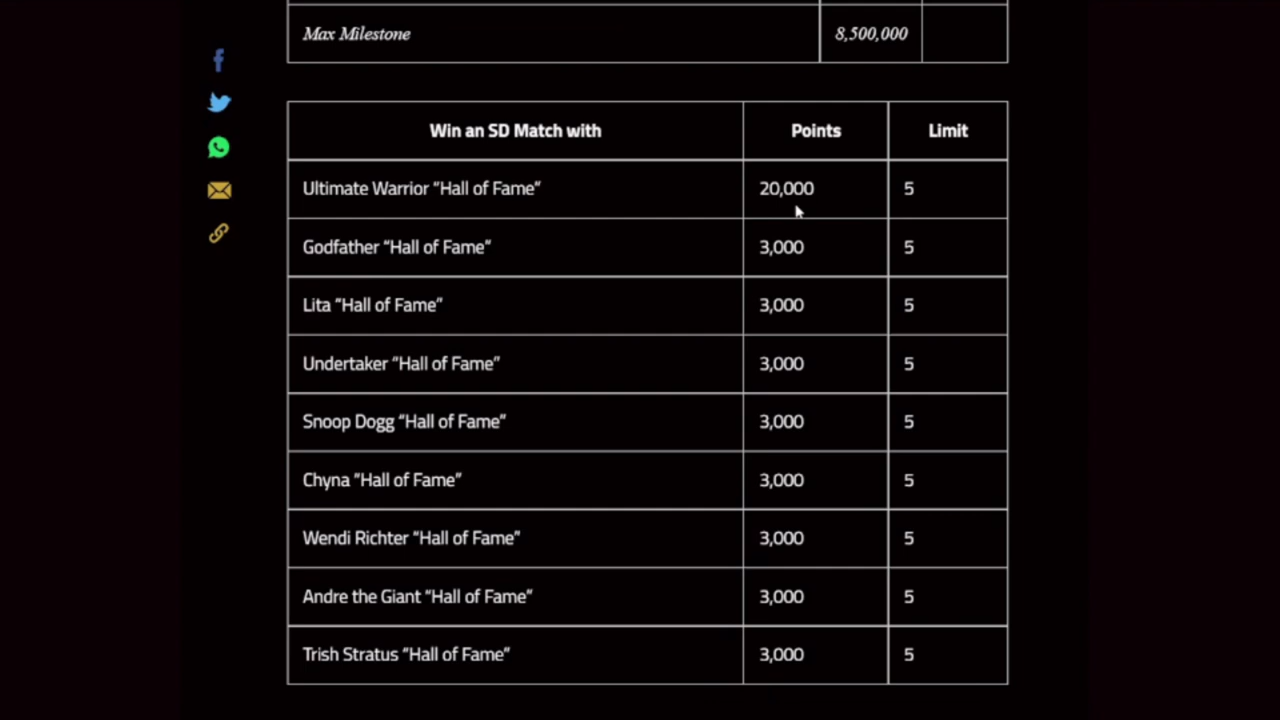 Max Milestone 8,500,000
Win an SD Match with Points Limit
Ultimate Warrior “Hall of Fame” 20,000 5
Godfather “Hall of Fame” 3,000 5
Lita “Hall of Fame” 3,000 5
Undertaker “Hall of Fame” 3,000 5
Snoop Dogg “Hall of Fame” 3,000 5
Chyna “Hall of Fame” 3,000 5
Wendi Richter “Hall of Fame” 3,000 5
Andre the Giant “Hall of Fame” 3,000 5
Trish Stratus “Hall of Fame” 3,000 5